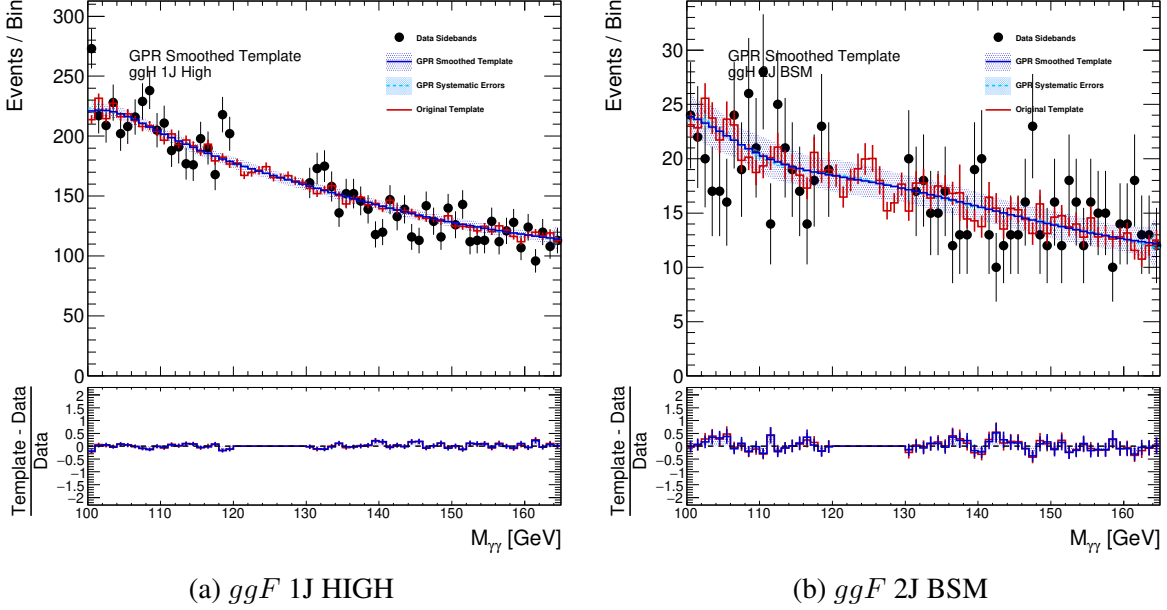 Events / Bin
300
250
200
150
100
50
0
GPR Smoothed Template
ggH 1J High
Data Sidebands
GPR Smoothed Template
GPR Systematic Errors
Original Template
Template - Data
Data
2
1.5
1
0.5
0
−0.5
−1
−1.5
−2
100 110 120 130 140 150 160
Mγγ [GeV]
(a) ggF 1J HIGH
Events / Bin
35
30
25
20
15
10
5
0
GPR Smoothed Template
ggH BSM
Data Sidebands
GPR Smoothed Template
GPR Systematic Errors
Original Template
Template - Data
Data
2
1.5
1
0.5
0
−0.5
−1
−1.5
−2
100 110 120 130 140 150 160
Mγγ [GeV]
(b) ggF 2J BSM